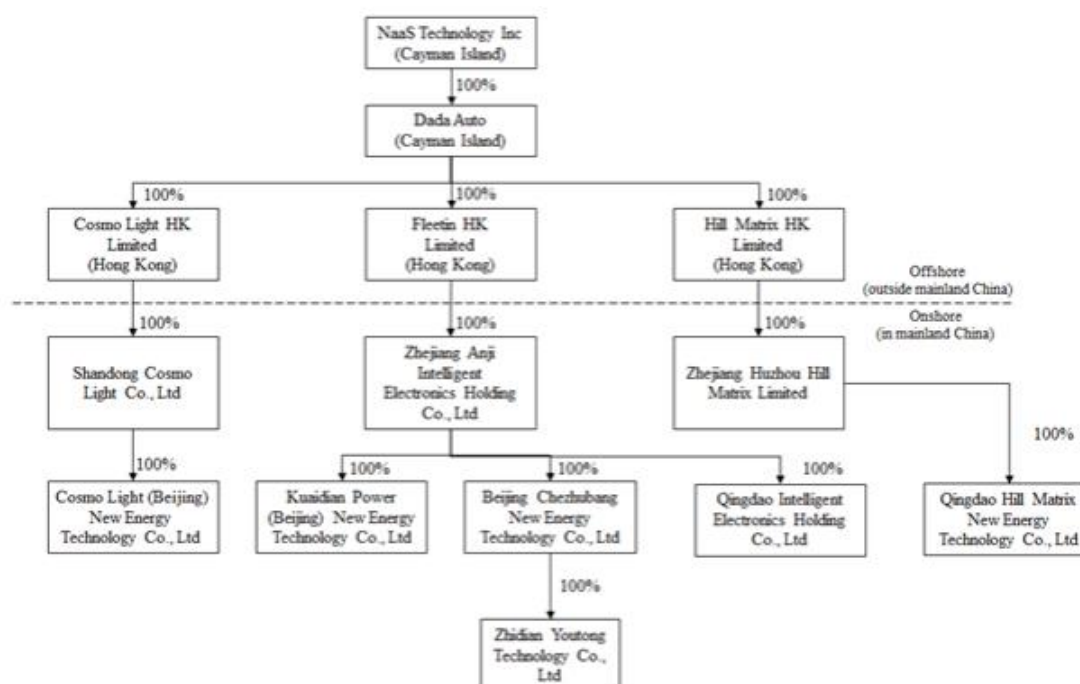 NaaS Technology Inc
(Cayman Island)
100%
Dada Auto
(Cayman Island)
100%
100%
100%
Cosmo Light HK
Limited
(Hong Kong)
Fleetin HK
Limited
(Hong Kong)
Hill Matrix HK
Limited
(Hong Kong)
Offshore
(outside mainland China)
Onshore
(in mainland China)
100%
100%
100%
Shandong Cosmo
Light Co., Ltd
Zhejiang Anji
Intelligent
Electronics Holding
Co., Ltd
Zhejiang Huzhou Hill
Matrix Limited
100%
100%
100%
100%
100%
Cosmo Light (Beijing)
New Energy
Technology Co., Ltd
Kuaidian Power
(Beijing) New Energy
Technology Co., Ltd
Beijing Chezhubang
New Energy
Technology Co., Ltd
Qingdao Intelligent
Electronics Holding
Co., Ltd
Qingdao Hill Matrix
New Energy
Technology Co., Ltd
100%
Zhidian Youtong
Technology Co.,
Ltd